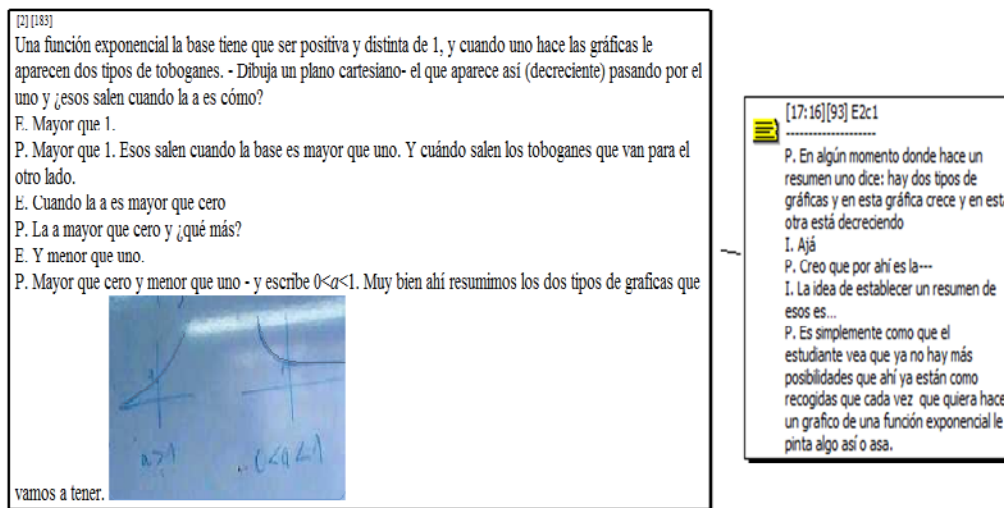 [2] [183]
Una función exponencial la base tiene que ser positiva y distinta de 1, y cuando uno hace las gráficas le
aparecen dos tipos de toboganes. - Dibuja un plano cartesiano- el que aparece así (decreciente) pasando por el
uno y ¿esos salen cuando la a es cómo?
E. Mayor que 1.
P. Mayor que 1. Esos salen cuando la base es mayor que uno. Y cuándo salen los toboganes que van para el
otro lado.
E. Cuando la a es mayor que cero
P. La a mayor que cero y ¿qué más?
E. Y menor que uno.
P. Mayor que cero y menor que uno - y escribe 0<a<1. Muy bien ahí resumimos los dos tipos de graficas que
a>1
0<a<1
vamos a tener.
[17:16][93] E2c1
--------------------
P. En algún momento donde hace un
resumen uno dice: hay dos tipos de
gráficas y en esta gráfica crece y en est
otra está decreciendo
I. Ajá
P. Creo que por ahí es la---
I. La idea de establecer un resumen de
esos es...
P. Es simplemente como que el
estudiante vea que ya no hay más
posibilidades que ahí ya están como
recogidas que cada vez que quiera hace
un grafico de una función exponencial le
pinta algo así o asa.